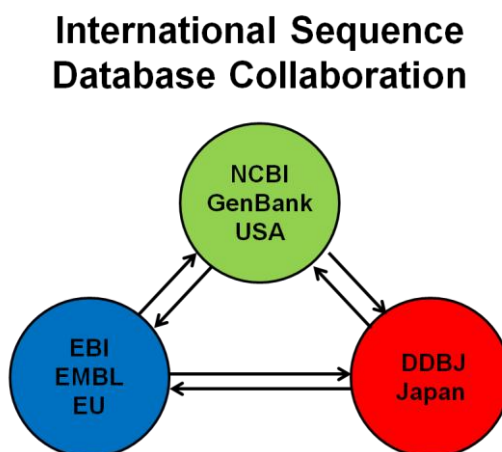 International Sequence
Database Collaboration
NCBI
GenBank
USA
EBI
EMBL
EU
DDBJ
Japan